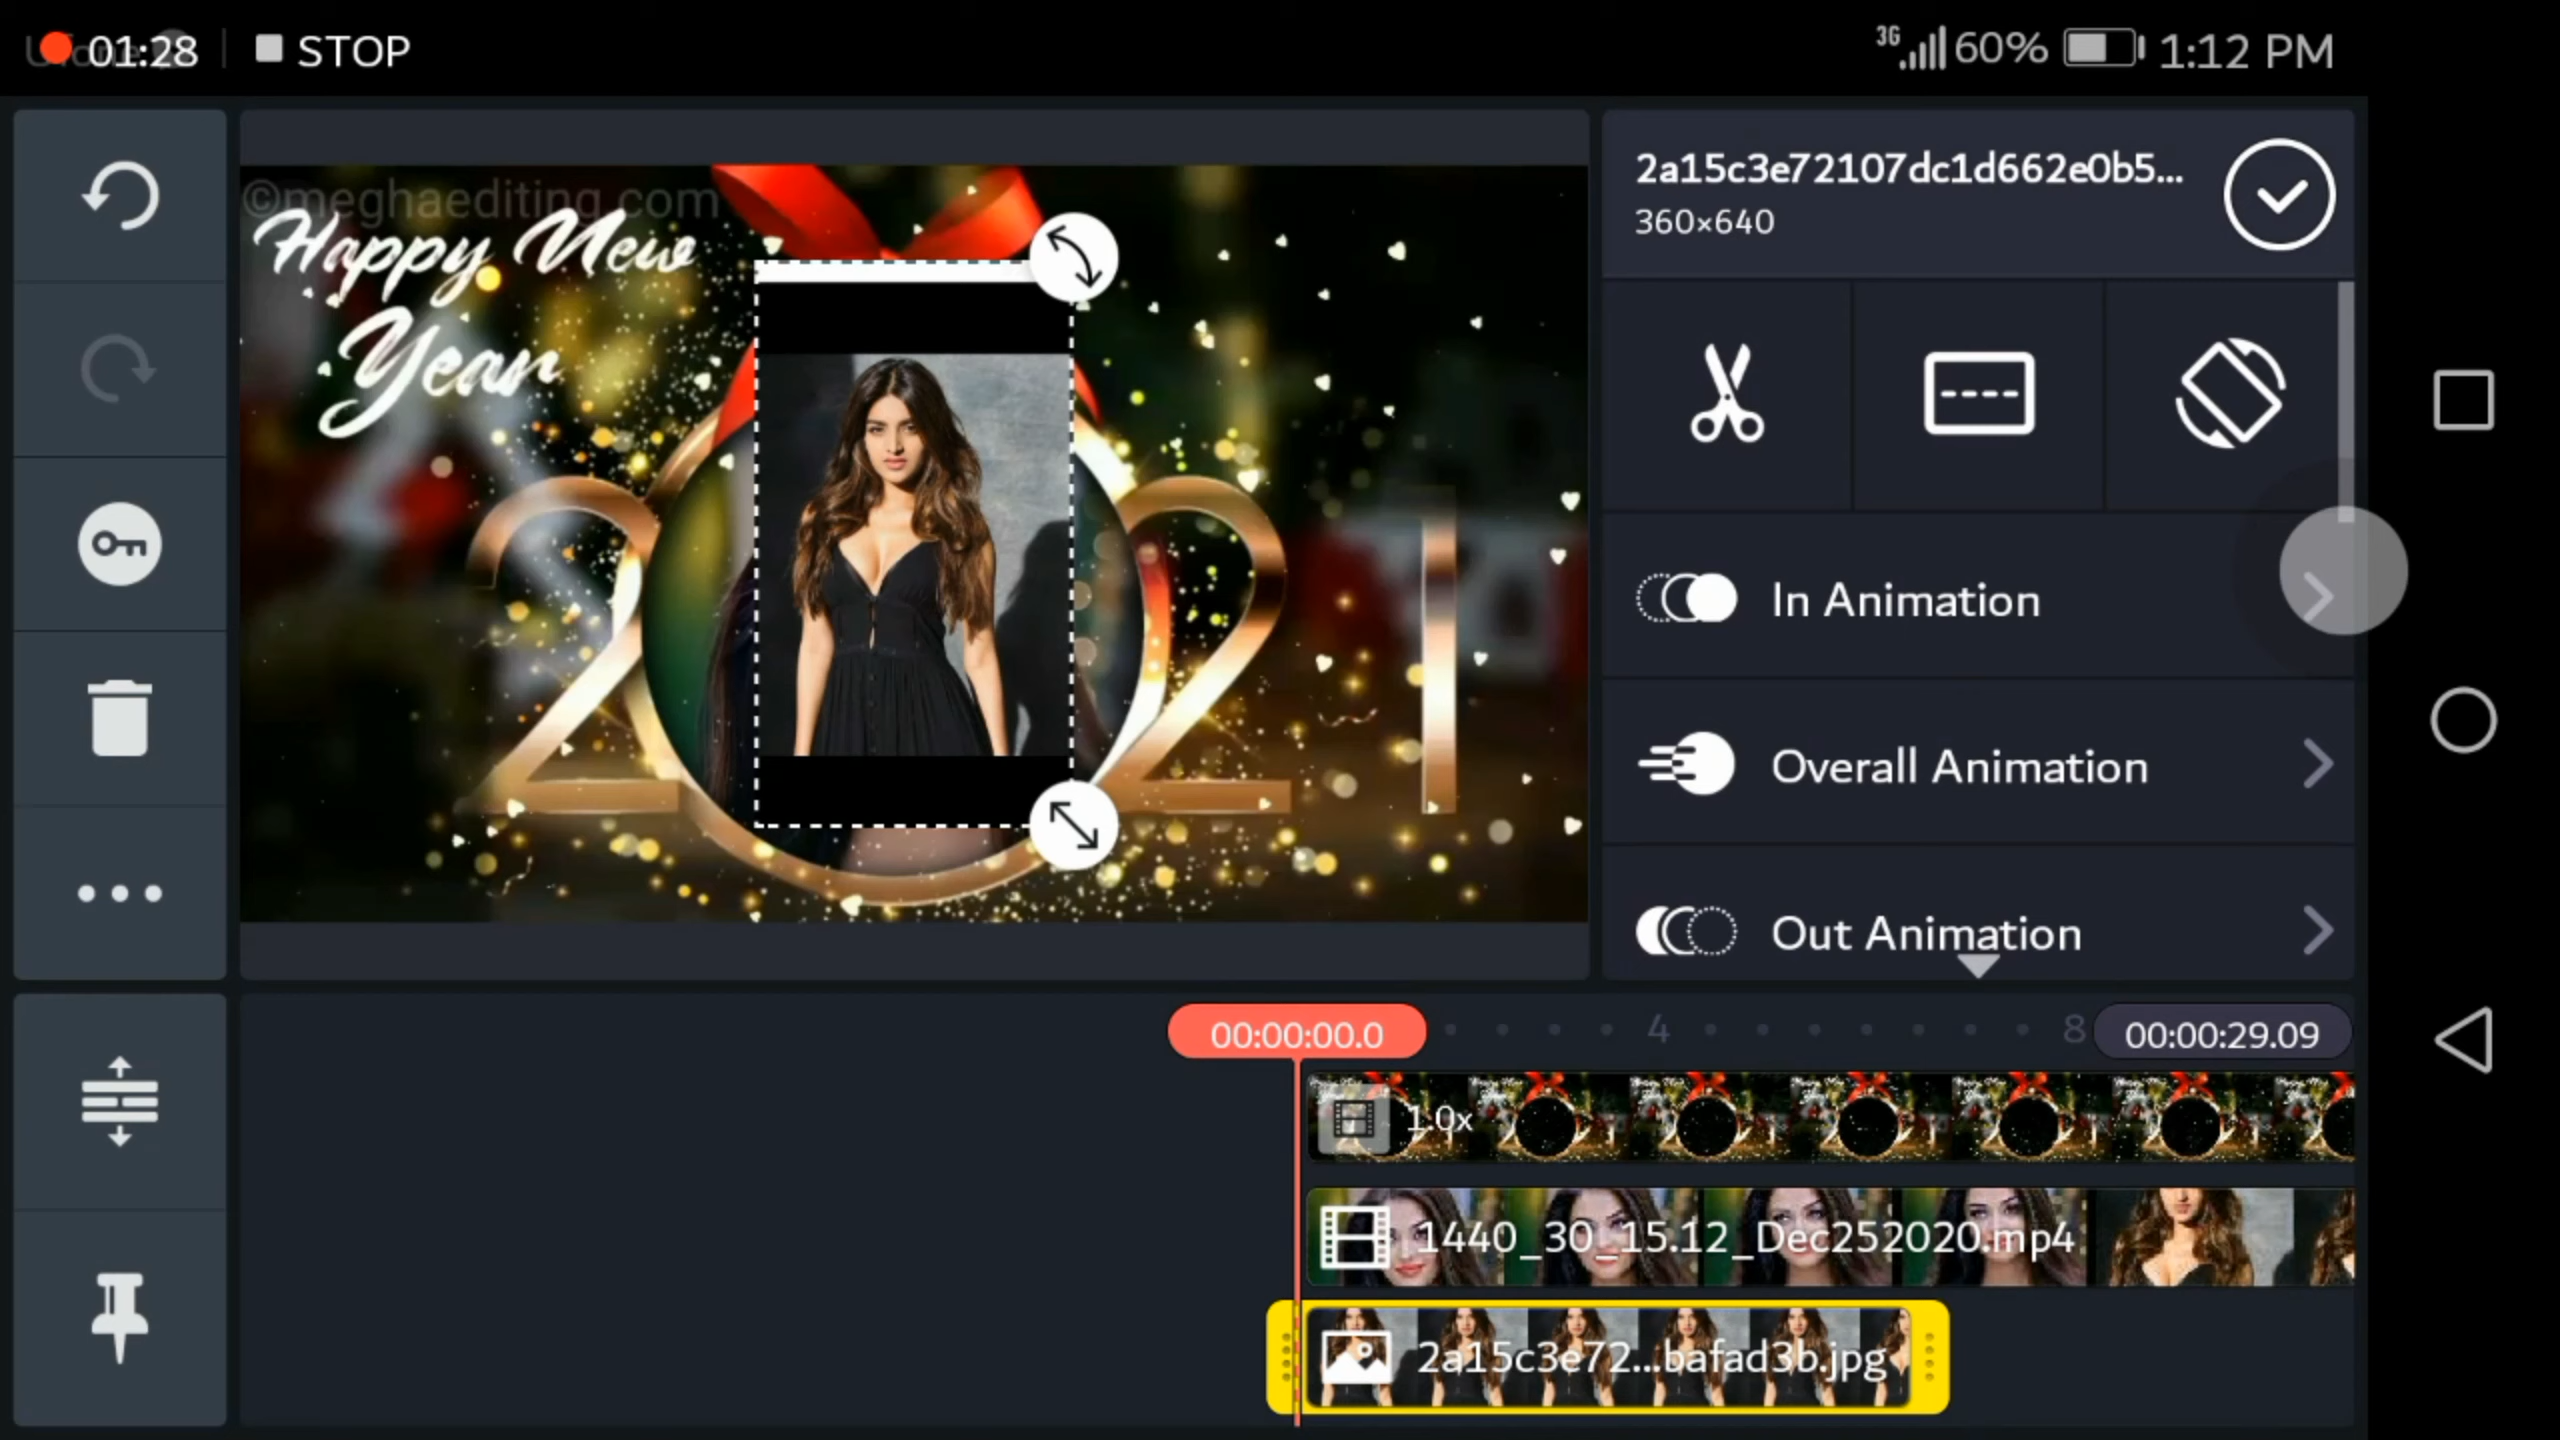 01:28
STOP
3G 60% 1:12 PM
©meghaediting.com
Happy New
Year
2 21
2a15c3e72107dc1d662e0b5...
360×640
In Animation
Overall Animation
Out Animation
00:00:00.0
4
8
00:00:29.09
1.0x
1440_30_15.12_Dec252020.mp4
2a15c3e72...bafad3b.jpg